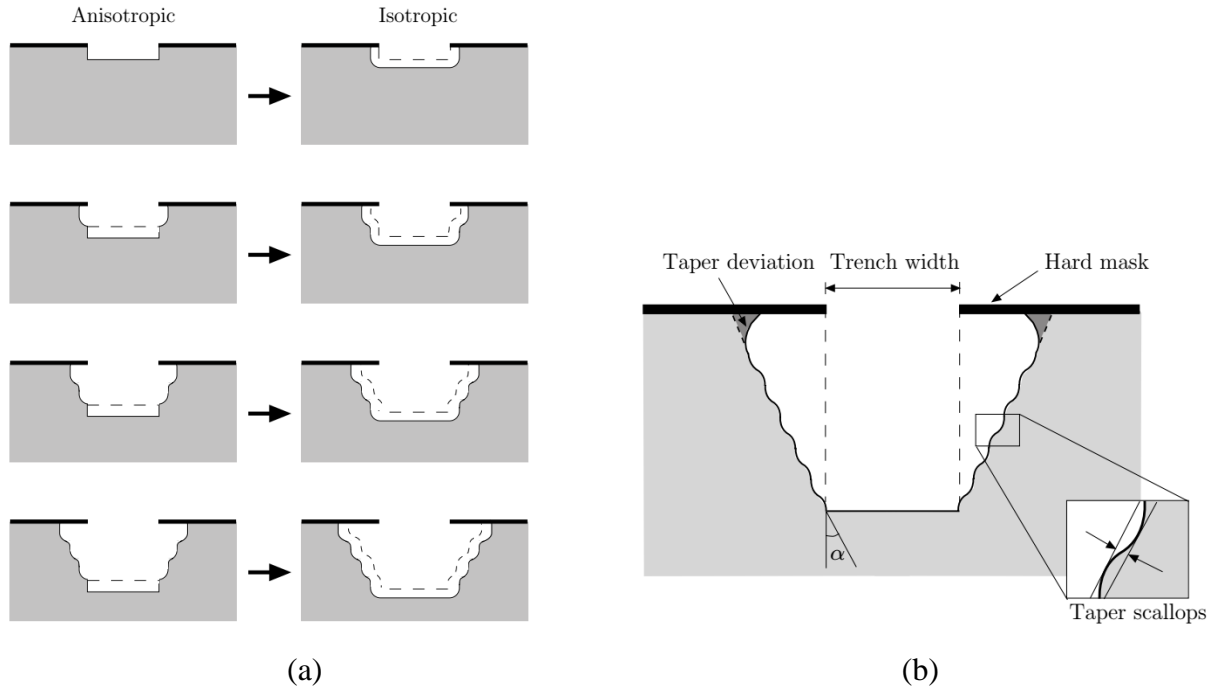 Anisotropic
Isotropic
Taper deviation
Trench width
Hard mask
α
Taper scallops
(a)
(b)